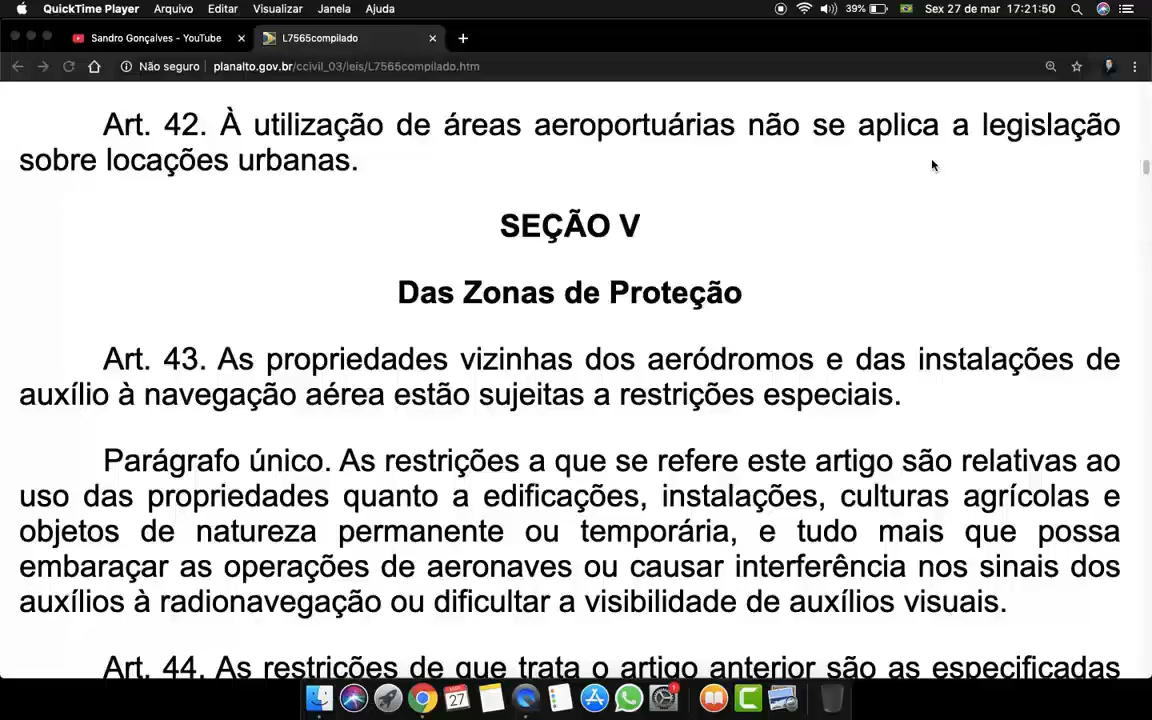 QuickTime Player Arquivo Editar Visualizar Janela Ajuda 39% Sex 27 de mar 17:21:50
Sandro Gonçalves - YouTube L7565compilado
Não seguro planalto.gov.br/ccivil_03/leis/L7565compilado.htm
Art. 42. À utilização de áreas aeroportuárias não se aplica a legislação
sobre locações urbanas.
SEÇÃO V
Das Zonas de Proteção
Art. 43. As propriedades vizinhas dos aeródromos e das instalações de
auxílio à navegação aérea estão sujeitas a restrições especiais.
Parágrafo único. As restrições a que se refere este artigo são relativas ao
uso das propriedades quanto a edificações, instalações, culturas agrícolas e
objetos de natureza permanente ou temporária, e tudo mais que possa
embaraçar as operações de aeronaves ou causar interferência nos sinais dos
auxílios à radionavegação ou dificultar a visibilidade de auxílios visuais.
Art. 44. As restrições de que trata o artigo anterior são as especificadas
27
1